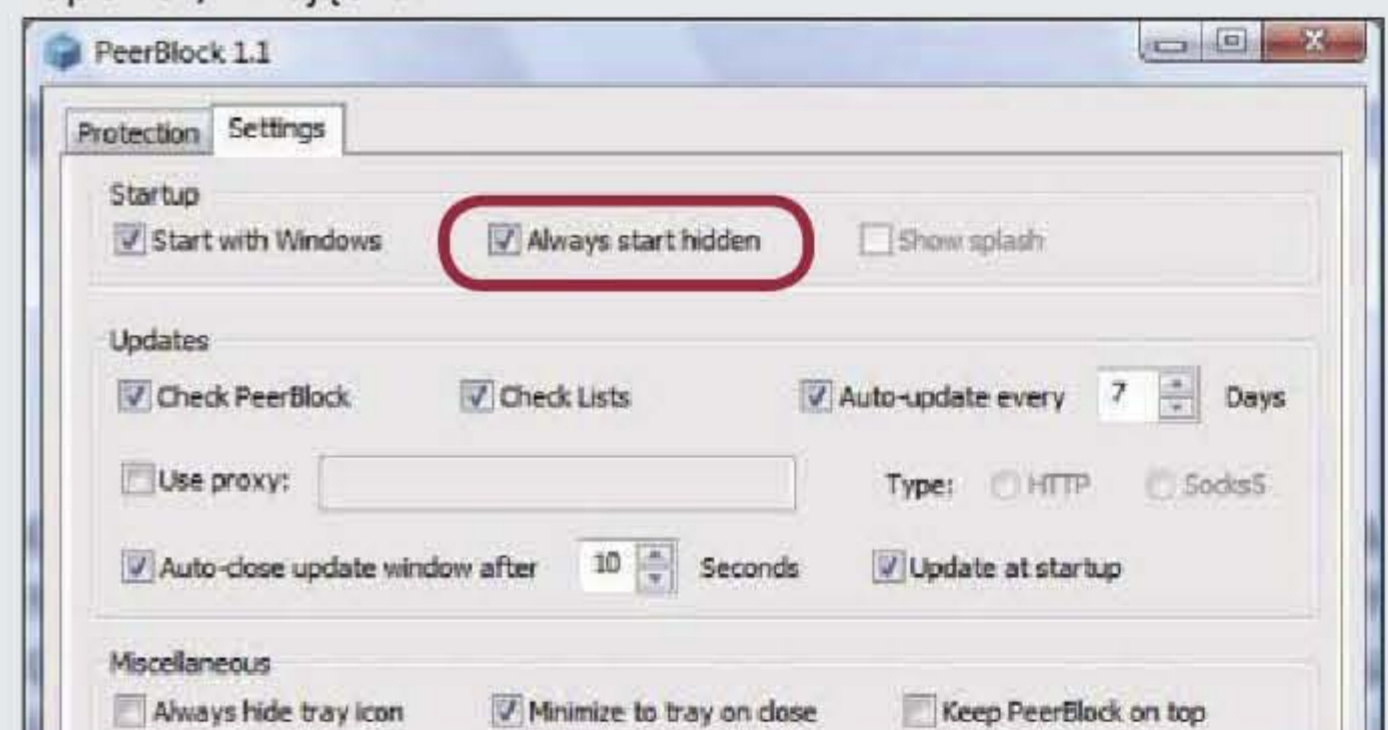 PeerBlock 1.1
Protection Settings
Startup
Start with Windows Always start hidden Show splash
Updates
Check PeerBlock Check Lists Auto-update every 7 Days
Use proxy: Type: HTTP Socks5
Auto-close update window after 10 Seconds Update at startup
Miscellaneous
Always hide tray icon Minimize to tray on close Keep PeerBlock on top